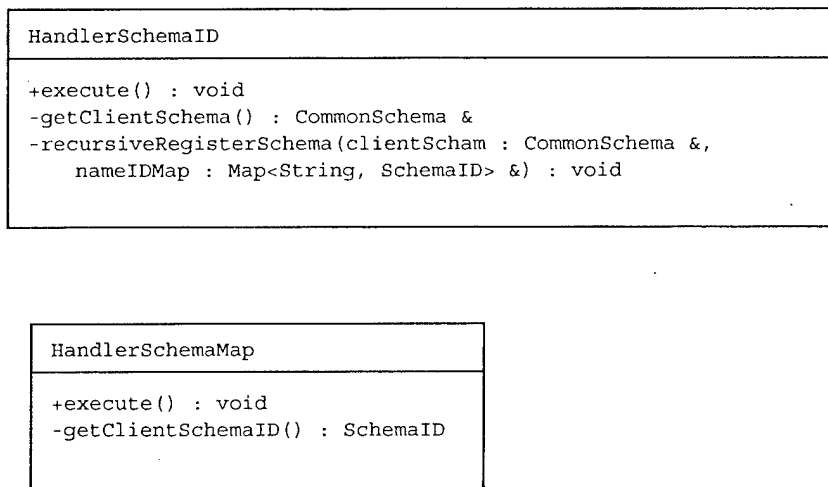 HandlerSchemaID
+execute() : void
-getClientSchema() : CommonSchema &
-recursiveRegisterSchema(clientScham : CommonSchema &,
nameIDMap : Map<String, SchemaID> &) : void
HandlerSchemaMap
+execute() : void
-getClientSchemaID() : SchemaID